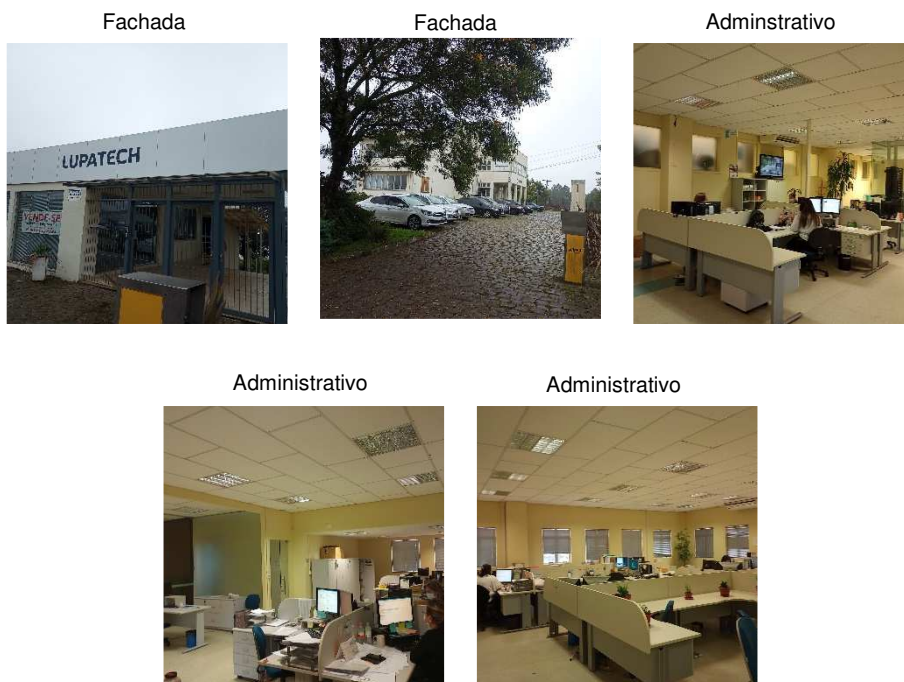 Fachada
Fachada
Adminstrativo
LUPATECH
VENDE-SE
Administrativo
Administrativo